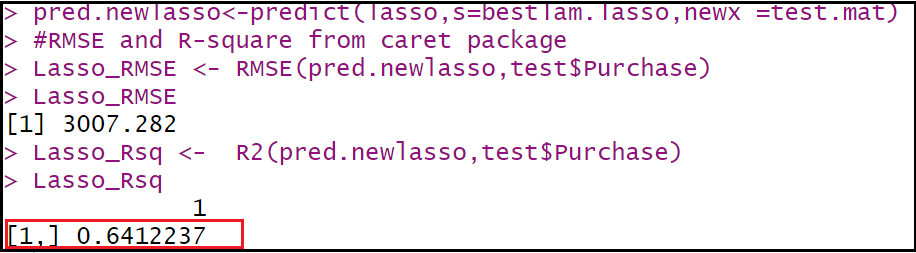 > pred.newlasso<-predict(lasso,s=bestlam.lasso,newx =test.mat)
> #RMSE and R-square from caret package
> Lasso_RMSE <- RMSE(pred.newlasso,test$Purchase)
> Lasso_RMSE
[1] 3007.282
> Lasso_Rsq <-  R2(pred.newlasso,test$Purchase)
> Lasso_Rsq
             1
[1,] 0.6412237